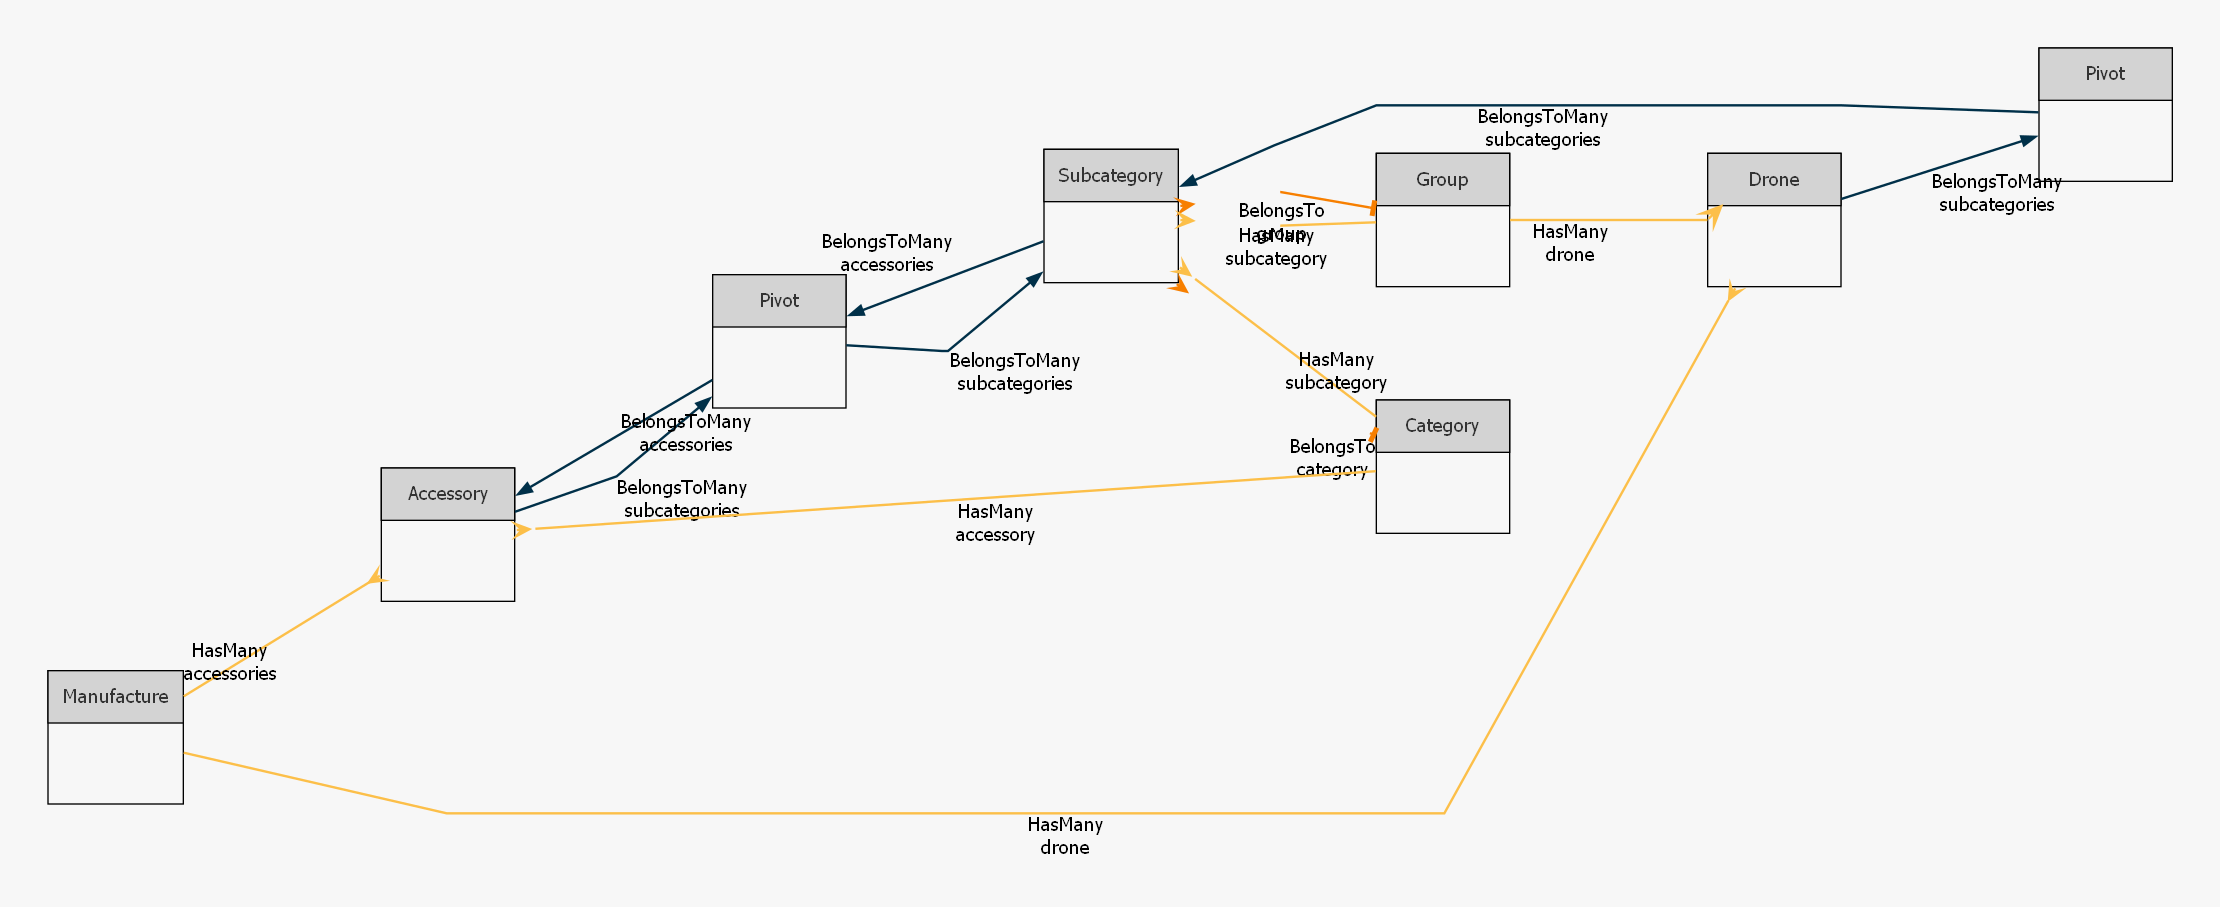 Pivot
BelongsToMany
subcategories
Subcategory
Group
Drone
BelongsToMany
subcategories
BelongsTo
group
HasMany
subcategory
HasMany
drone
BelongsToMany
accessories
Pivot
BelongsToMany
subcategories
HasMany
subcategory
BelongsToMany
accessories
Category
BelongsTo
category
Accessory
BelongsToMany
subcategories
HasMany
accessory
HasMany
accessories
Manufacture
HasMany
drone